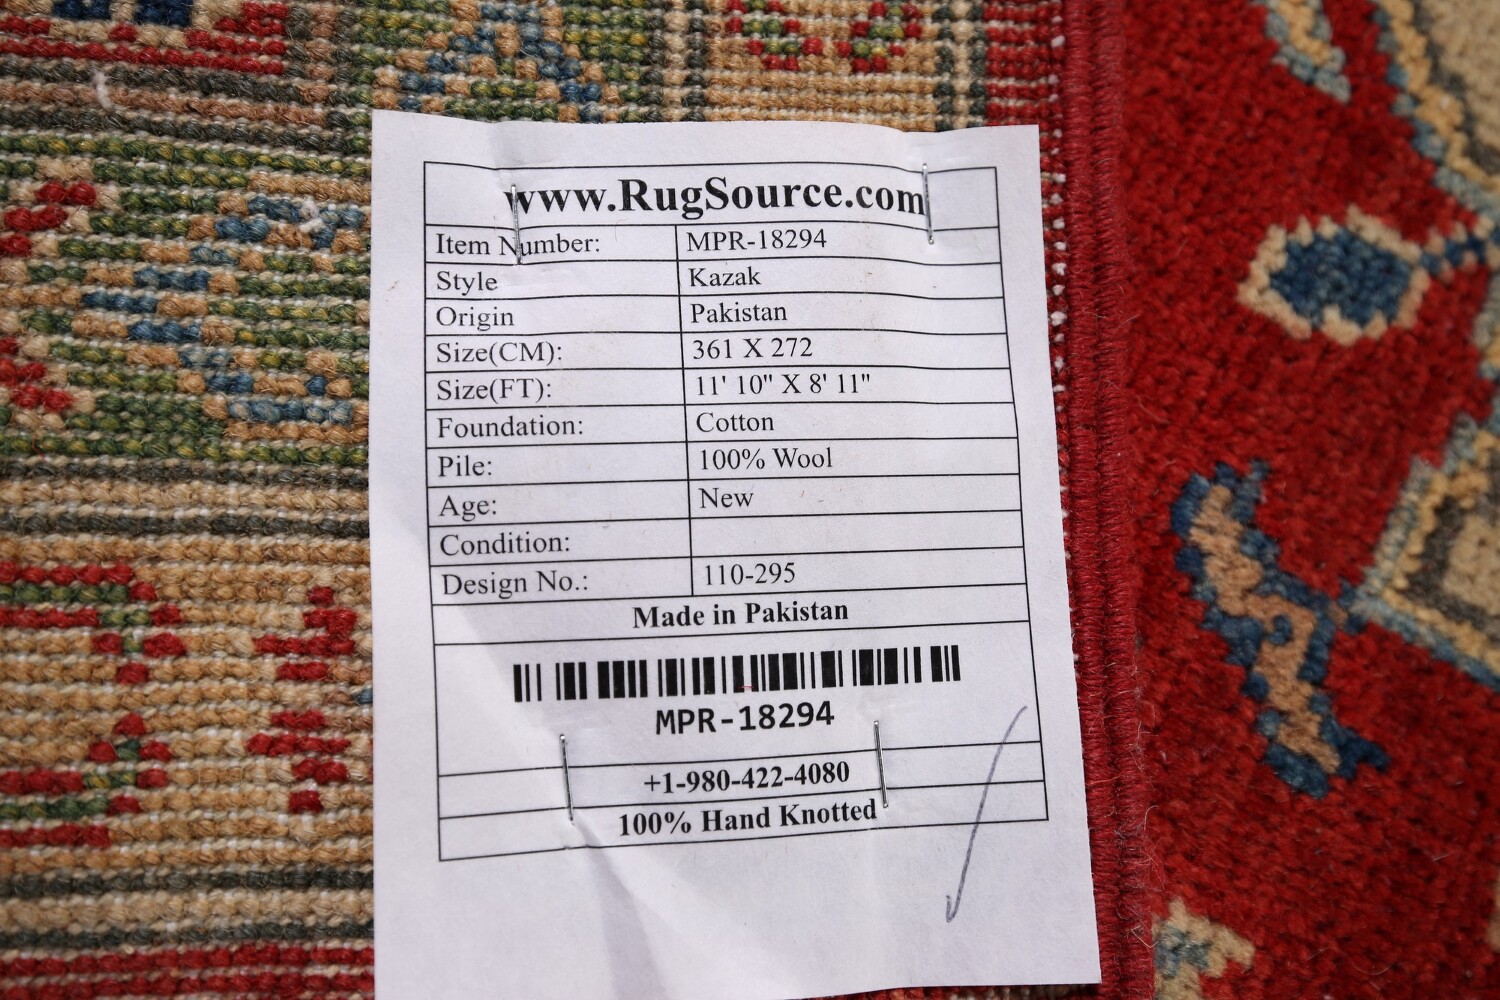 www.RugSource.com
Item Number: MPR-18294
Style Kazak
Origin Pakistan
Size(CM): 361 X 272
Size(FT): 11' 10" X 8' 11"
Foundation: Cotton
Pile: 100% Wool
Age: New
Condition:
Design No.: 110-295
Made in Pakistan
MPR-18294
+1-980-422-4080
100% Hand Knotted